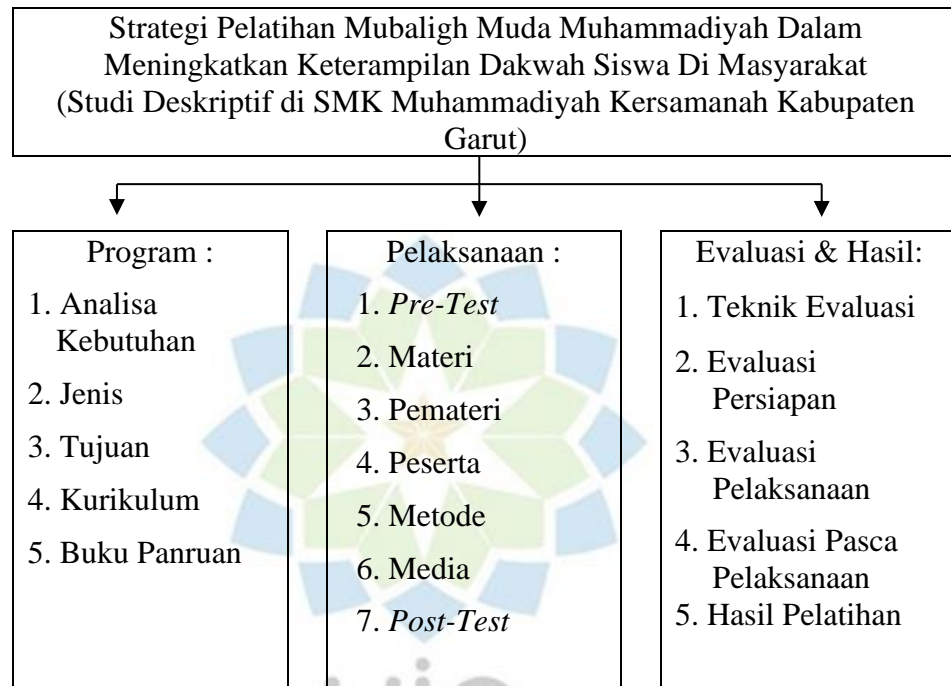 Strategi Pelatihan Mubaligh Muda Muhammadiyah Dalam
Meningkatkan Keterampilan Dakwah Siswa Di Masyarakat
(Studi Deskriptif di SMK Muhammadiyah Kersamanah Kabupaten
Garut)
Program :
1. Analisa
Kebutuhan
2. Jenis
3. Tujuan
4. Kurikulum
5. Buku Panruan
Pelaksanaan :
1. Pre-Test
2. Materi
3. Pemateri
4. Peserta
5. Metode
6. Media
7. Post-Test
Evaluasi & Hasil:
1. Teknik Evaluasi
2. Evaluasi
Persiapan
3. Evaluasi
Pelaksanaan
4. Evaluasi Pasca
Pelaksanaan
5. Hasil Pelatihan